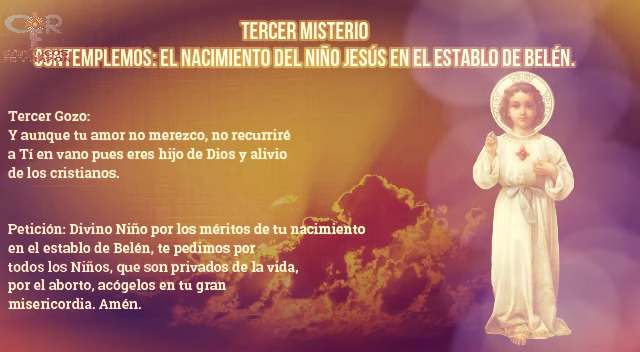 TERCER MISTERIO
CONTEMPLEMOS: EL NACIMIENTO DEL NIÑO JESÚS EN EL ESTABLO DE BELÉN.
Tercer Gozo:
Y aunque tu amor no merezco, no recurriré
a Tí en vano pues eres hijo de Dios y alivio
de los cristianos.
Petición: Divino Niño por los méritos de tu nacimiento
en el establo de Belén, te pedimos por
todos los Niños, que son privados de la vida,
por el aborto, acógelos en tu gran
misericordia. Amén.